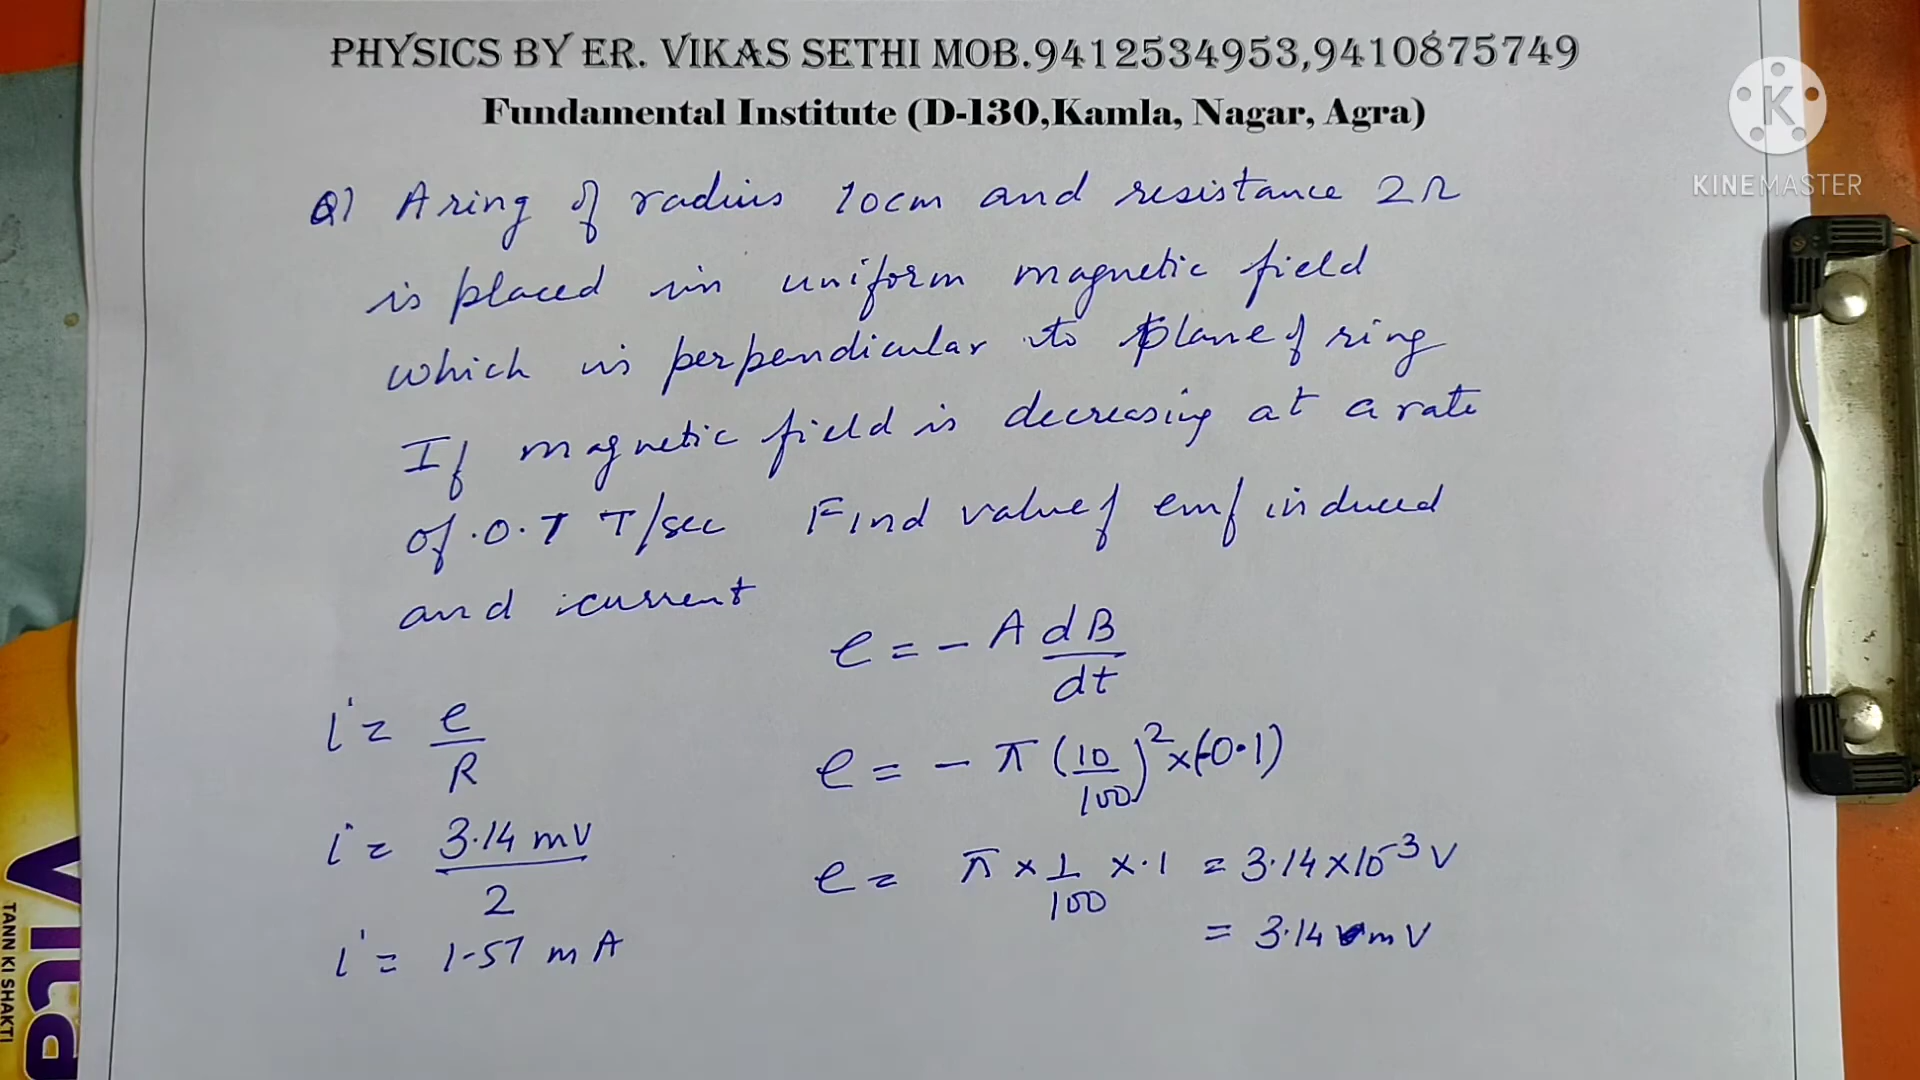 PHYSICS BY ER. VIKAS SETHI MOB.9412534953,9410875749
Fundamental Institute (D-130,Kamla, Nagar, Agra)
KINEMASTER
Q) A ring of radius 10cm and resistance 2Ω
is placed in uniform magnetic field
which is perpendicular to plane of ring
If magnetic field is decreasing at a rate
of .0.1 T/sec Find value of emf induced
and current
e = - A dB/dt
e = - π (10/100)² x (-0.1)
e = π x 1/100 x .1 = 3.14 x 10⁻³ V
= 3.14 mV
i = e/R
i = 3.14 mV/2
i = 1.57 mA
TANN KI SHAKTI